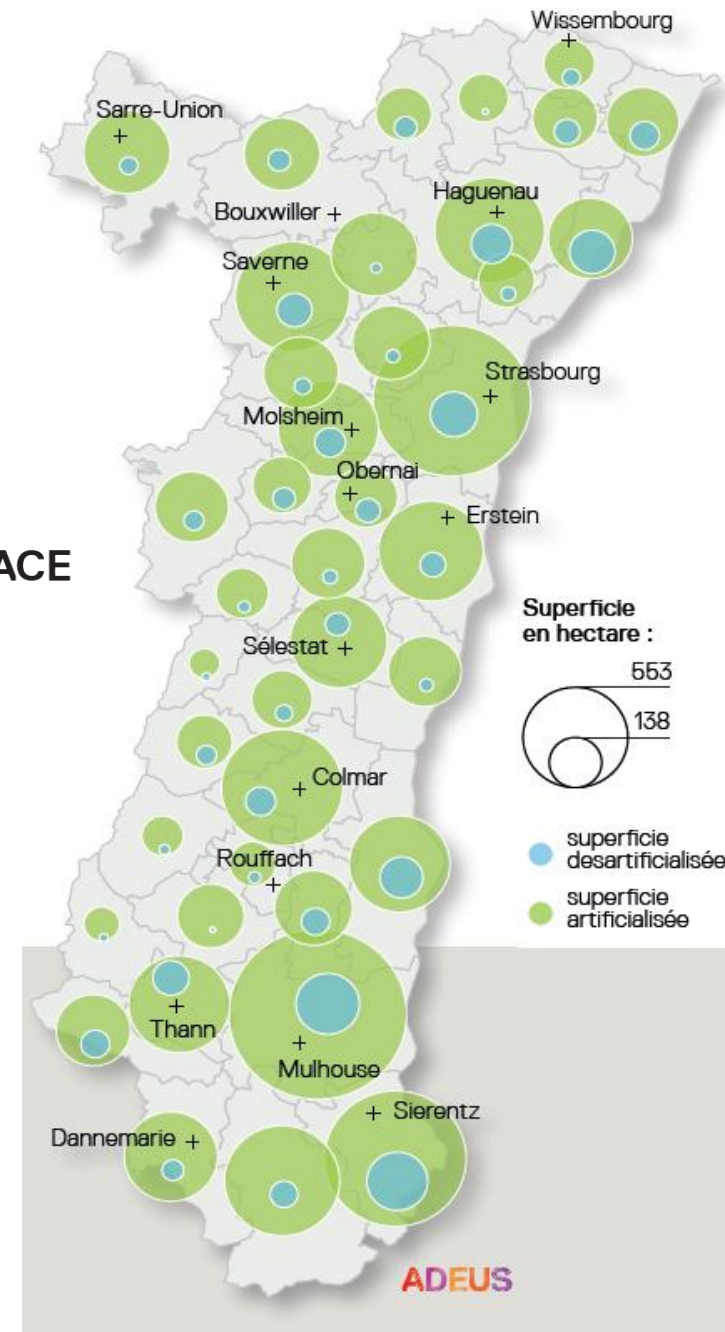 Wissembourg
Sarre-Union
Haguenau
Bouxwiller
Saverne
Strasbourg
Molsheim
Obernai
Erstein
ACE
Superficie
en hectare :
553
138
Sélestat
Colmar
superficie
desartificialisée
superficie
artificialisée
Rouffach
Thann
Mulhouse
Sierentz
Dannemarie
ADEUS